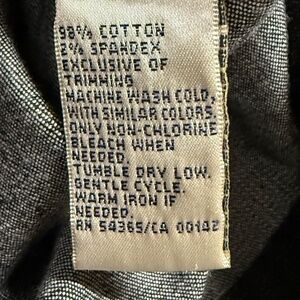 98% COTTON
2% SPANDEX
EXCLUSIVE OF
TRIMMING
MACHINE WASH COLD,
WITH SIMILAR COLORS.
ONLY NON-CHLORINE
BLEACH WHEN
NEEDED.
TUMBLE DRY LOW.
GENTLE CYCLE.
WARM IRON IF
NEEDED.
RN 54365/CA 00142